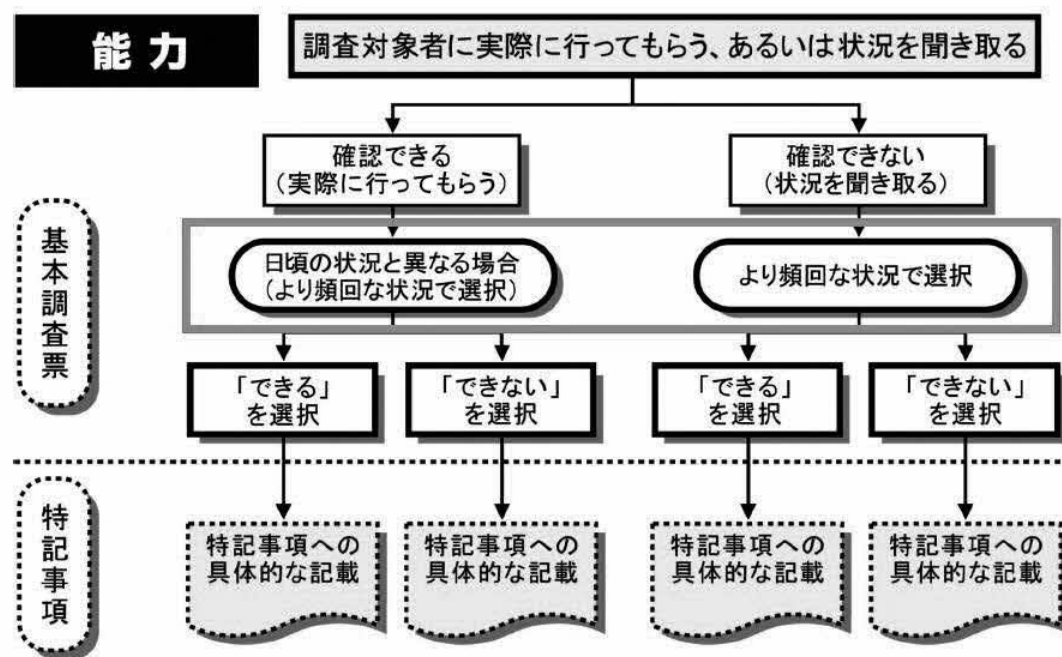 能力
調査対象者に実際に行ってもらう、あるいは状況を聞き取る
確認できる
（実際に行ってもらう）
確認できない
（状況を聞き取る）
基本調査票
日頃の状況と異なる場合
（より頻回な状況で選択）
より頻回な状況で選択
「できる」
を選択
「できない」
を選択
「できる」
を選択
「できない」
を選択
特記事項
特記事項への
具体的な記載
特記事項への
具体的な記載
特記事項への
具体的な記載
特記事項への
具体的な記載